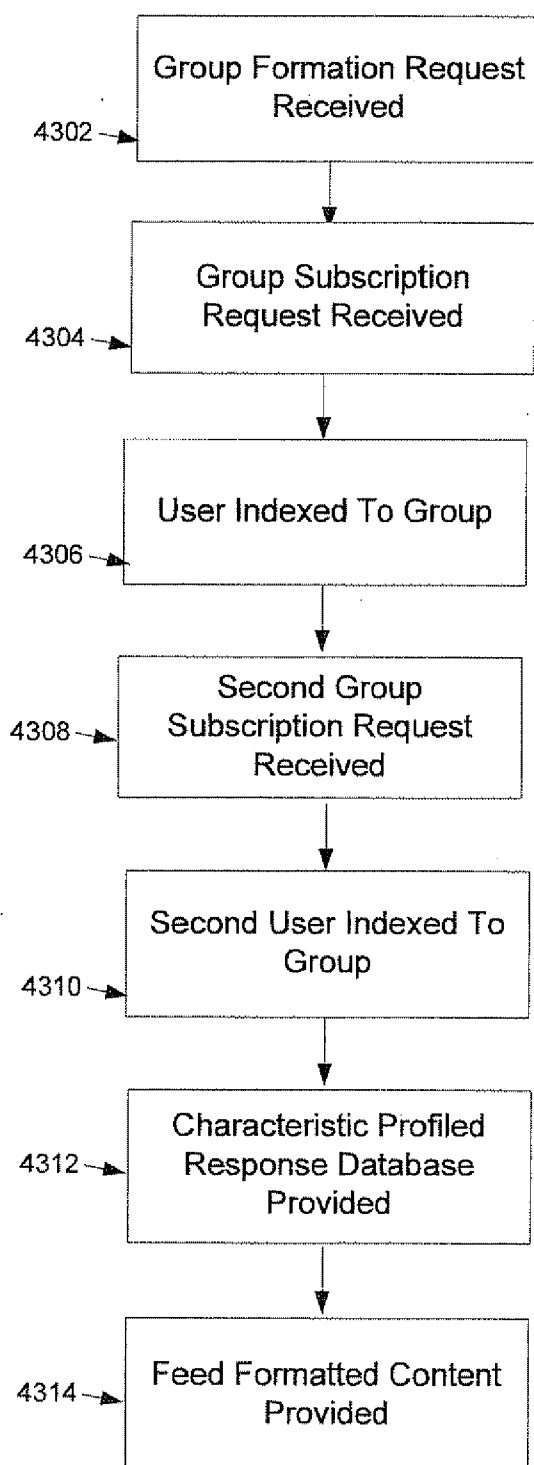 Group Formation Request
Received
4302
Group Subscription
Request Received
4304
User Indexed To Group
4306
Second Group
Subscription Request
Received
4308
Second User Indexed To
Group
4310
Characteristic Profiled
Response Database
Provided
4312
Feed Formatted Content
Provided
4314